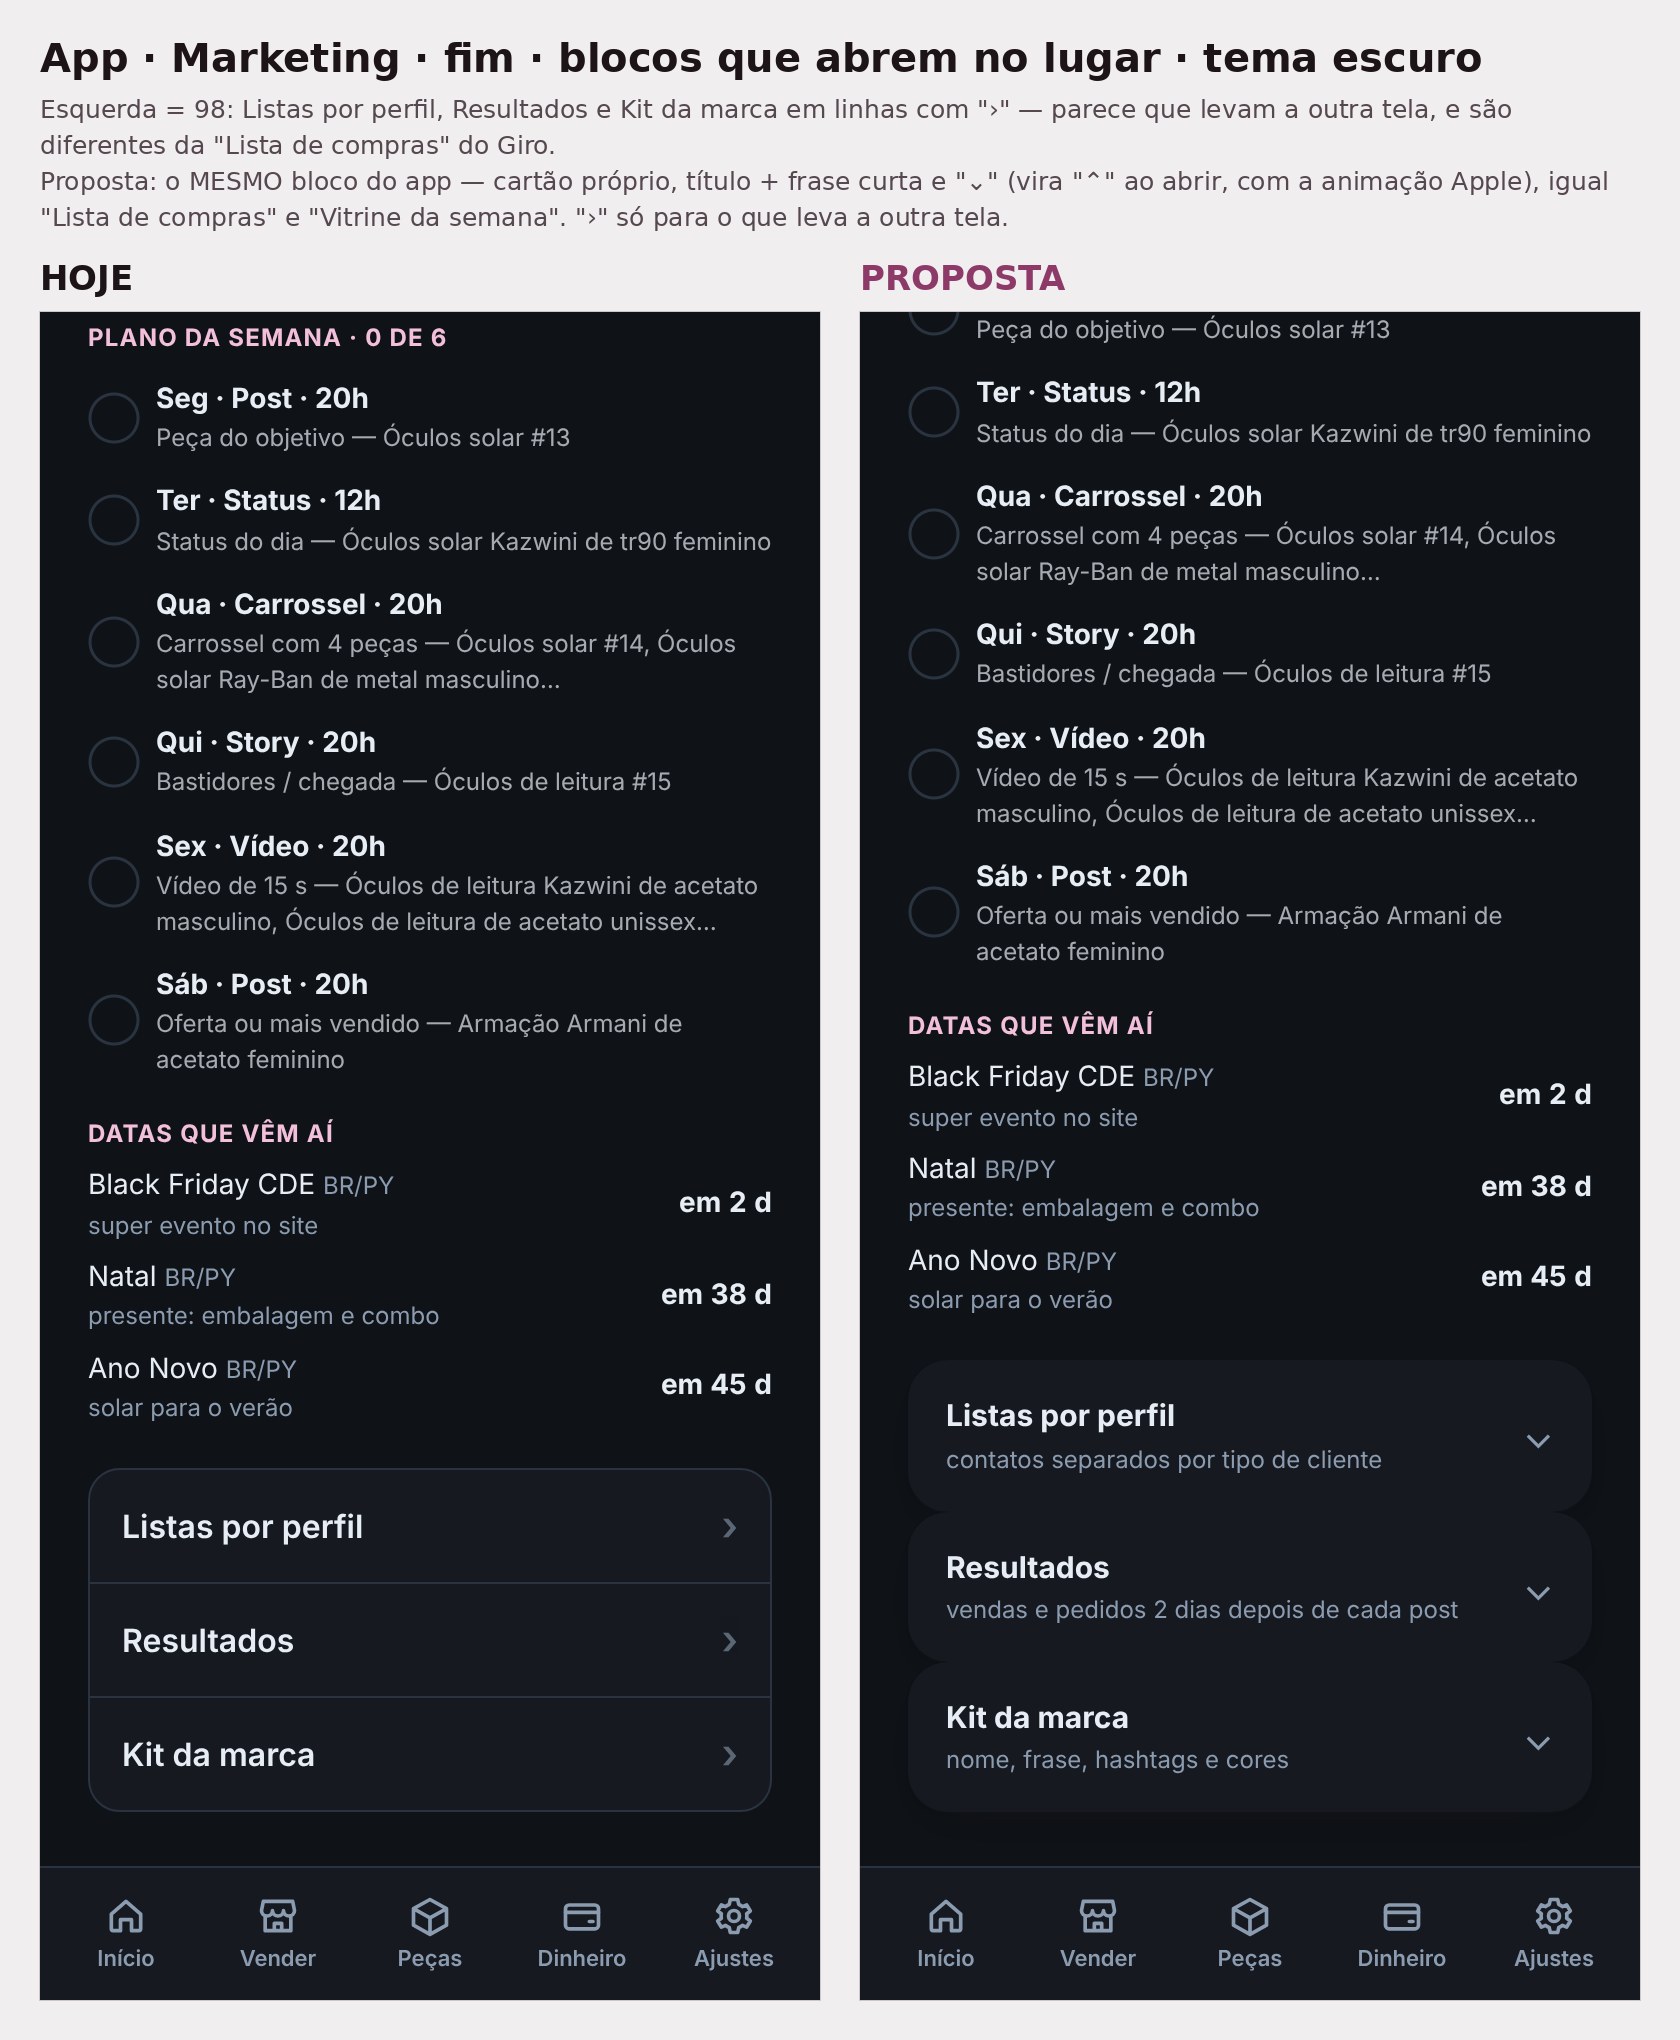 App · Marketing · fim · blocos que abrem no lugar · tema escuro
Esquerda = 98: Listas por perfil, Resultados e Kit da marca em linhas com "›" — parece que levam a outra tela, e são
diferentes da "Lista de compras" do Giro.
Proposta: o MESMO bloco do app — cartão próprio, título + frase curta e "⌄" (vira "⌃" ao abrir, com a animação Apple), igual
"Lista de compras" e "Vitrine da semana". "›" só para o que leva a outra tela.
HOJE
PLANO DA SEMANA · 0 DE 6
Seg · Post · 20h
Peça do objetivo — Óculos solar #13
Ter · Status · 12h
Status do dia — Óculos solar Kazwini de tr90 feminino
Qua · Carrossel · 20h
Carrossel com 4 peças — Óculos solar #14, Óculos
solar Ray-Ban de metal masculino...
Qui · Story · 20h
Bastidores / chegada — Óculos de leitura #15
Sex · Vídeo · 20h
Vídeo de 15 s — Óculos de leitura Kazwini de acetato
masculino, Óculos de leitura de acetato unissex...
Sáb · Post · 20h
Oferta ou mais vendido — Armação Armani de
acetato feminino
DATAS QUE VÊM AÍ
Black Friday CDE BR/PY
super evento no site
em 2 d
Natal BR/PY
presente: embalagem e combo
em 38 d
Ano Novo BR/PY
solar para o verão
em 45 d
Listas por perfil ›
Resultados ›
Kit da marca ›
Início Vender Peças Dinheiro Ajustes
PROPOSTA
Peça do objetivo — Óculos solar #13
Ter · Status · 12h
Status do dia — Óculos solar Kazwini de tr90 feminino
Qua · Carrossel · 20h
Carrossel com 4 peças — Óculos solar #14, Óculos
solar Ray-Ban de metal masculino...
Qui · Story · 20h
Bastidores / chegada — Óculos de leitura #15
Sex · Vídeo · 20h
Vídeo de 15 s — Óculos de leitura Kazwini de acetato
masculino, Óculos de leitura de acetato unissex...
Sáb · Post · 20h
Oferta ou mais vendido — Armação Armani de
acetato feminino
DATAS QUE VÊM AÍ
Black Friday CDE BR/PY
super evento no site
em 2 d
Natal BR/PY
presente: embalagem e combo
em 38 d
Ano Novo BR/PY
solar para o verão
em 45 d
Listas por perfil
contatos separados por tipo de cliente
Resultados
vendas e pedidos 2 dias depois de cada post
Kit da marca
nome, frase, hashtags e cores
Início Vender Peças Dinheiro Ajustes